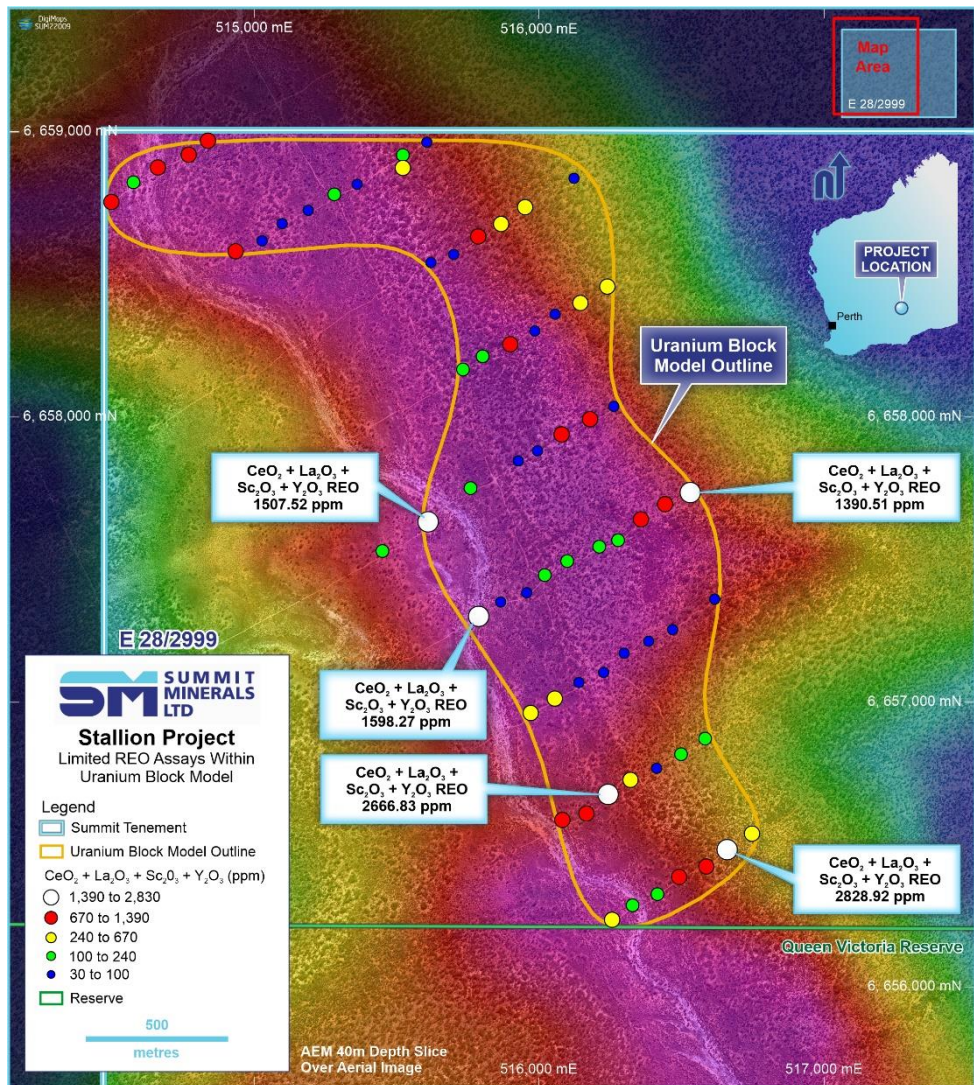 DigiMaps
SUM22009
515,000 mE
516,000 mE
Map
Area
E 28/2999
6, 659,000 mN
N
PROJECT
LOCATION
Perth
Uranium Block
Model Outline
6, 658,000 mN
6, 658,000 mN
CeO₂ + La₂O₃ +
Sc₂O₃ + Y₂O₃ REO
1507.52 ppm
CeO₂ + La₂O₃ +
Sc₂O₃ + Y₂O₃ REO
1390.51 ppm
E 28/2999
CeO₂ + La₂O₃ +
Sc₂O₃ + Y₂O₃ REO
1598.27 ppm
6, 657,000 mN
CeO₂ + La₂O₃ +
Sc₂O₃ + Y₂O₃ REO
2666.83 ppm
CeO₂ + La₂O₃ +
Sc₂O₃ + Y₂O₃ REO
2828.92 ppm
Queen Victoria Reserve
6, 656,000 mN
SM SUMMIT
MINERALS
LTD
Stallion Project
Limited REO Assays Within
Uranium Block Model
Legend
Summit Tenement
Uranium Block Model Outline
CeO₂ + La₂O₃ + Sc₂0₃ + Y₂O₃ (ppm)
1,390 to 2,830
670 to 1,390
240 to 670
100 to 240
30 to 100
Reserve
500
metres
AEM 40m Depth Slice
Over Aerial Image
516,000 mE
517,000 mE